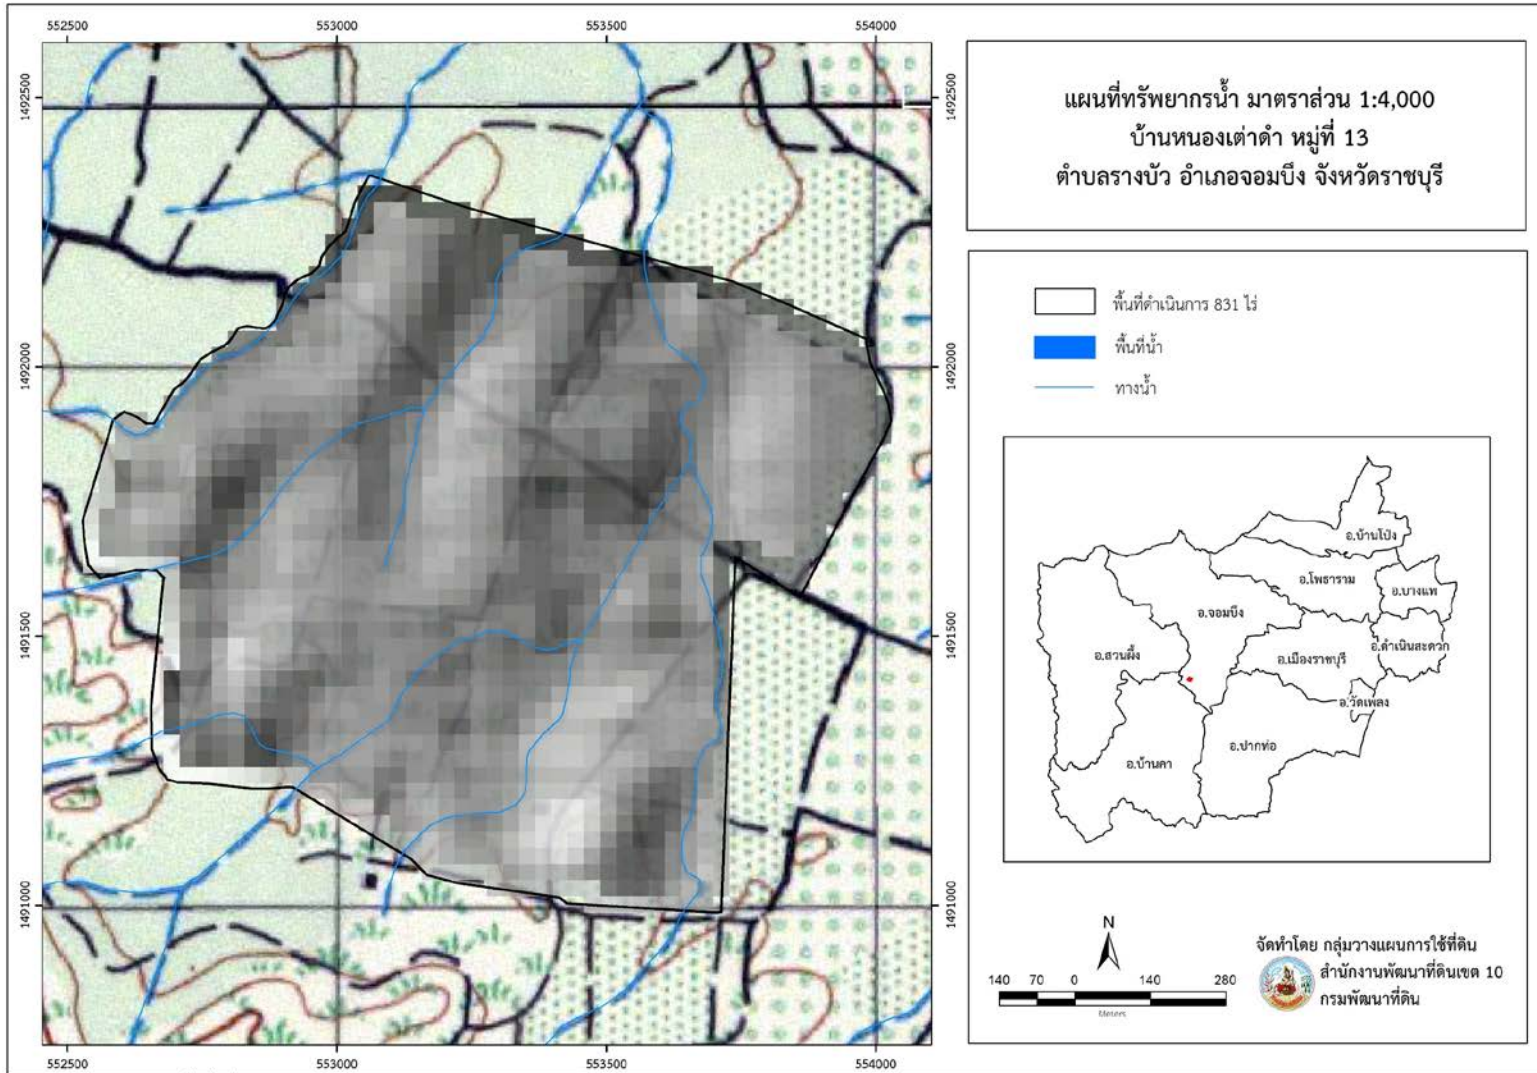 552500 553000 553500 554000
1492500
1492000
1491500
1491000
1492500
1492000
1491500
1491000
552500 553000 553500 554000
แผนที่ทรัพยากรน้ำ มาตราส่วน 1:4,000
บ้านหนองเต่าดำ หมู่ที่ 13
ตำบลรางบัว อำเภอจอมบึง จังหวัดราชบุรี
พื้นที่ดำเนินการ 831 ไร่
พื้นที่น้ำ
ทางน้ำ
อ.บ้านโป่ง
อ.โพธาราม
อ.บางแพ
อ.จอมบึง
อ.สวนผึ้ง
อ.เมืองราชบุรี
อ.ดำเนินสะดวก
อ.วัดเพลง
อ.ปากท่อ
อ.บ้านคา
N
140 70 0 140 280
Meters
จัดทำโดย กลุ่มวางแผนการใช้ที่ดิน
สำนักงานพัฒนาที่ดินเขต 10
กรมพัฒนาที่ดิน